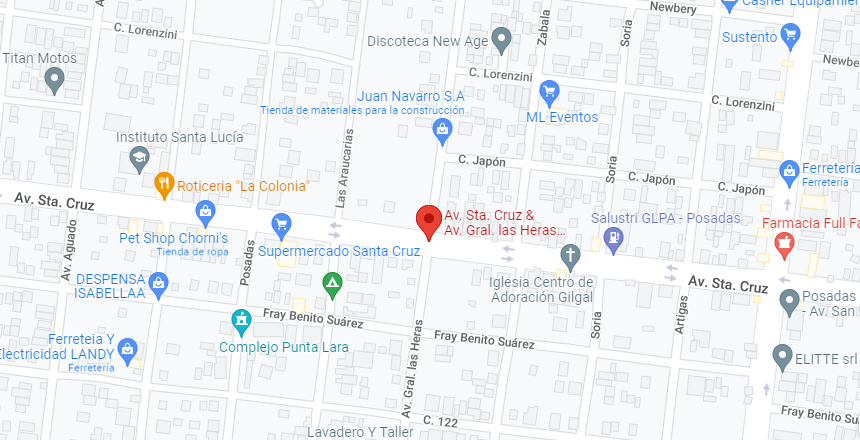 Casher Equipamien
Newbery
C. Lorenzini
Discoteca New Age
Zabala
Soria
Sustento
Newbe
Titan Motos
C. Lorenzini
Juan Navarro S.A
Tienda de materiales para la construcción
ML Eventos
C. Lorenzini
Instituto Santa Lucía
Las Araucarias
C. Japón
Soria
C. Japón
C. Japón
Ferretería
Ferretería
Roticeria "La Colonia"
Av. Sta. Cruz
Av. Sta. Cruz &
Av. Gral. las Heras...
Salustri GLPA - Posadas
Farmacia Full Fa
Pet Shop Chorni's
Tienda de ropa
Supermercado Santa Cruz
Av. Aguado
Posadas
DESPENSA
ISABELLAA
Iglesia Centro de
Adoración Gilgal
Av. Sta. Cruz
Posadas
- Av. San
Fray Benito Suárez
Soria
Artigas
Ferreteia Y
Electricidad LANDY
Ferretería
Complejo Punta Lara
Av. Gral. las Heras
Fray Benito Suárez
ELITTE srl
Fray Benito Su
C. 122
Lavadero Y Taller